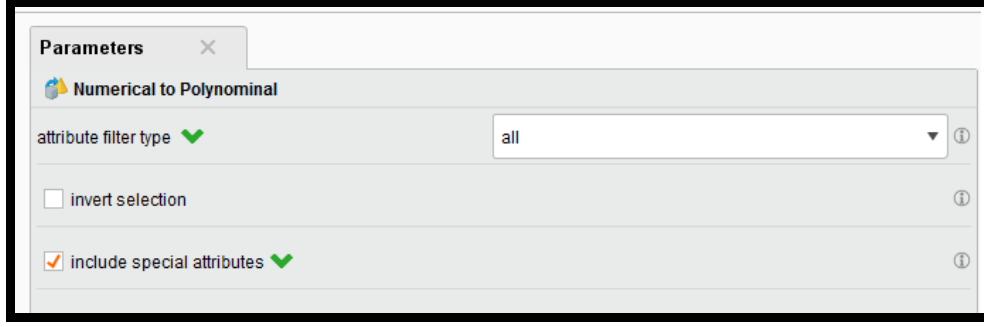 Parameters
Numerical to Polynominal
attribute filter type
all
invert selection
include special attributes